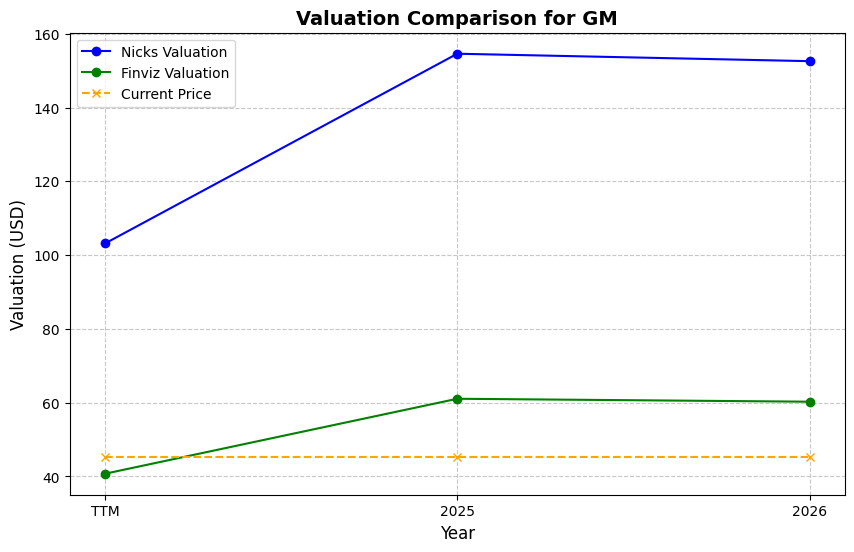 Valuation Comparison for GM
Nicks Valuation
Finviz Valuation
Current Price
Valuation (USD)
160
140
120
100
80
60
40
TTM
2025
2026
Year